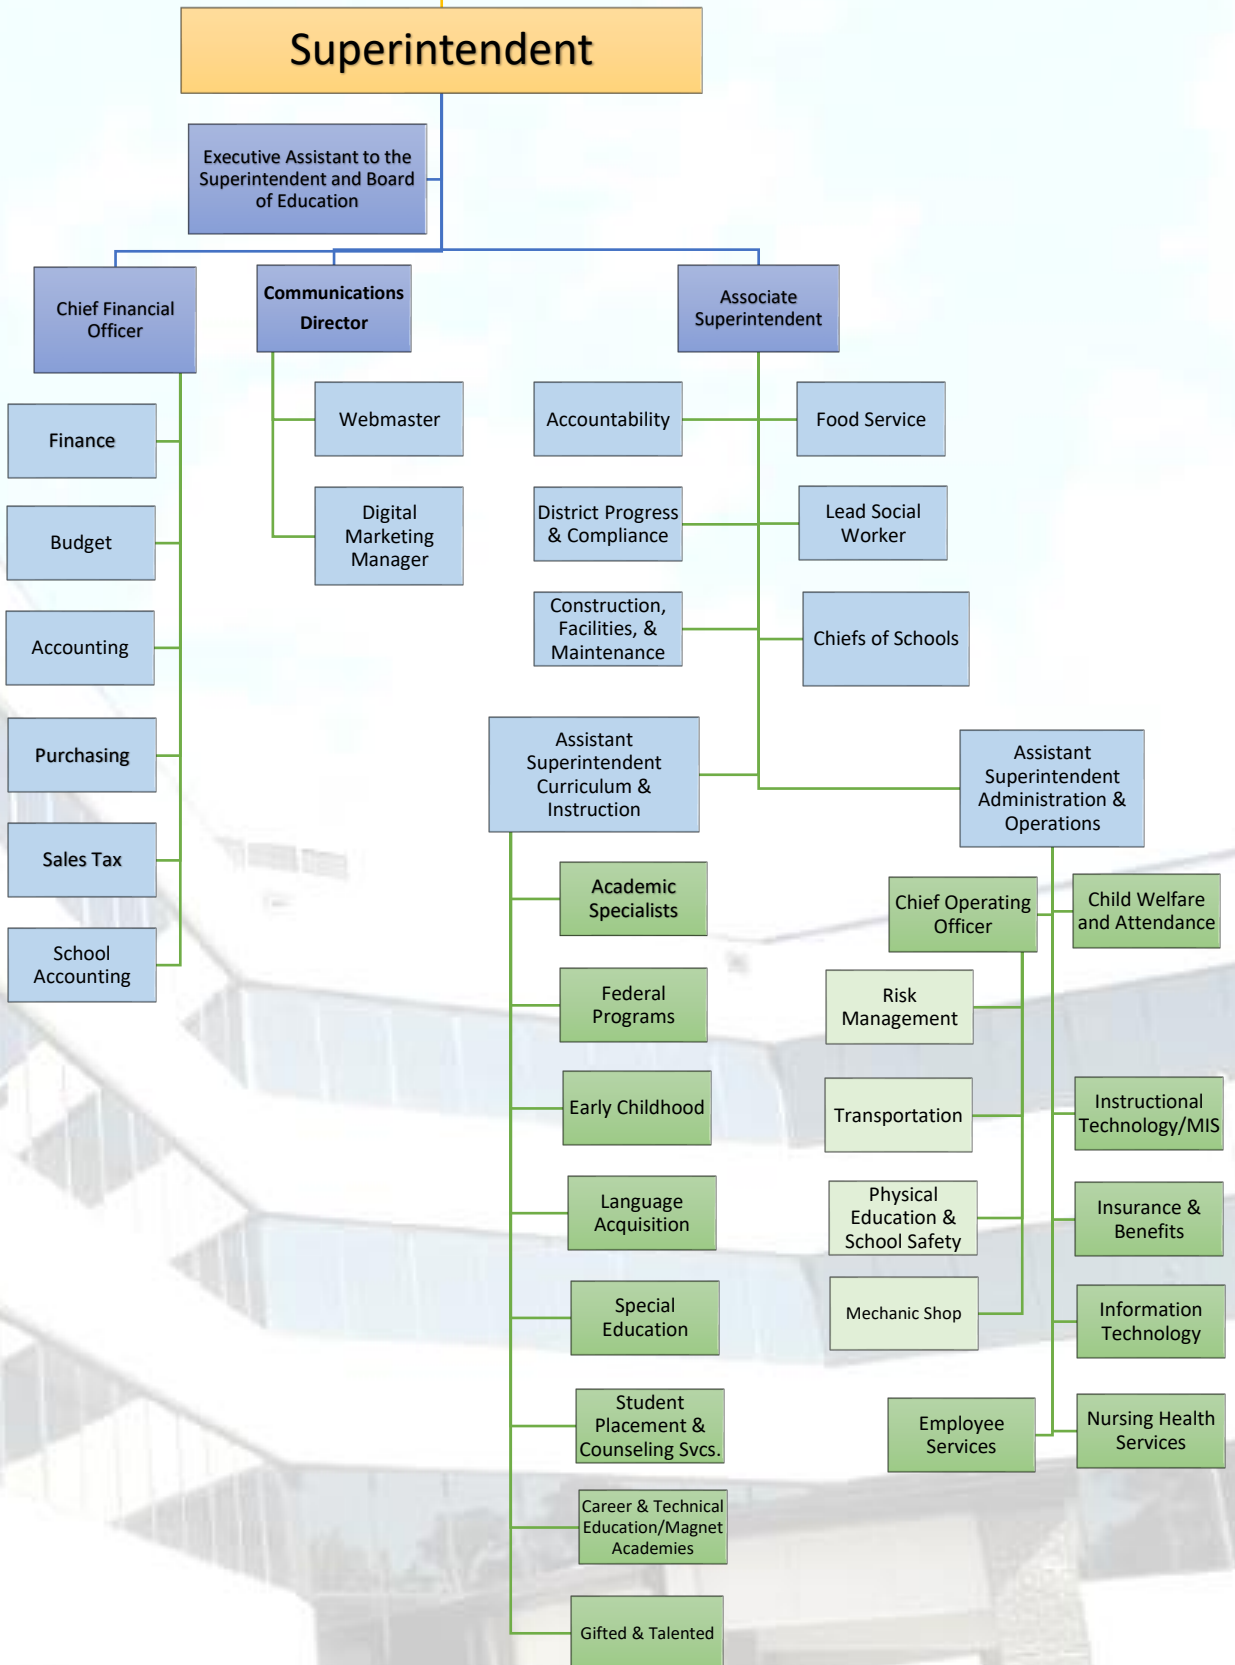 Superintendent
Executive Assistant to the
Superintendent and Board
of Education
Chief Financial
Officer
Communications
Director
Associate
Superintendent
Finance
Budget
Accounting
Purchasing
Sales Tax
School
Accounting
Webmaster
Digital
Marketing
Manager
Accountability
Food Service
District Progress
& Compliance
Lead Social
Worker
Construction,
Facilities, &
Maintenance
Chiefs of Schools
Assistant
Superintendent
Curriculum &
Instruction
Assistant
Superintendent
Administration &
Operations
Academic
Specialists
Federal
Programs
Early Childhood
Language
Acquisition
Special
Education
Student
Placement &
Counseling Svcs.
Career & Technical
Education/Magnet
Academies
Gifted & Talented
Chief Operating
Officer
Child Welfare
and Attendance
Risk
Management
Transportation
Physical
Education &
School Safety
Mechanic Shop
Instructional
Technology/MIS
Insurance &
Benefits
Information
Technology
Employee
Services
Nursing Health
Services